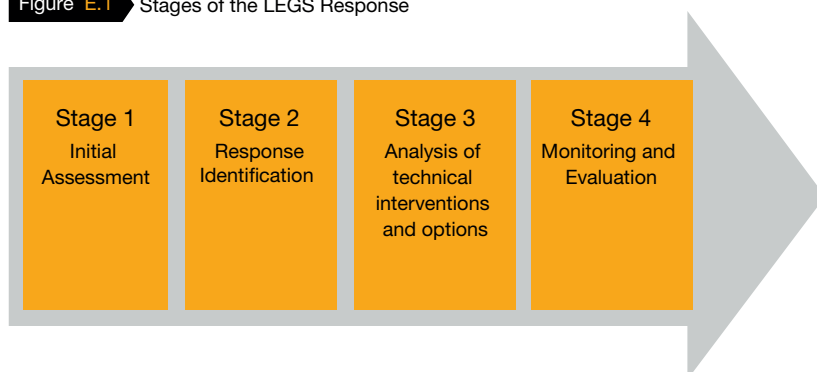 Figure E.1 Stages of the LEGS Response
Stage 1
Initial
Assessment
Stage 2
Response
Identification
Stage 3
Analysis of
technical
interventions
and options
Stage 4
Monitoring and
Evaluation